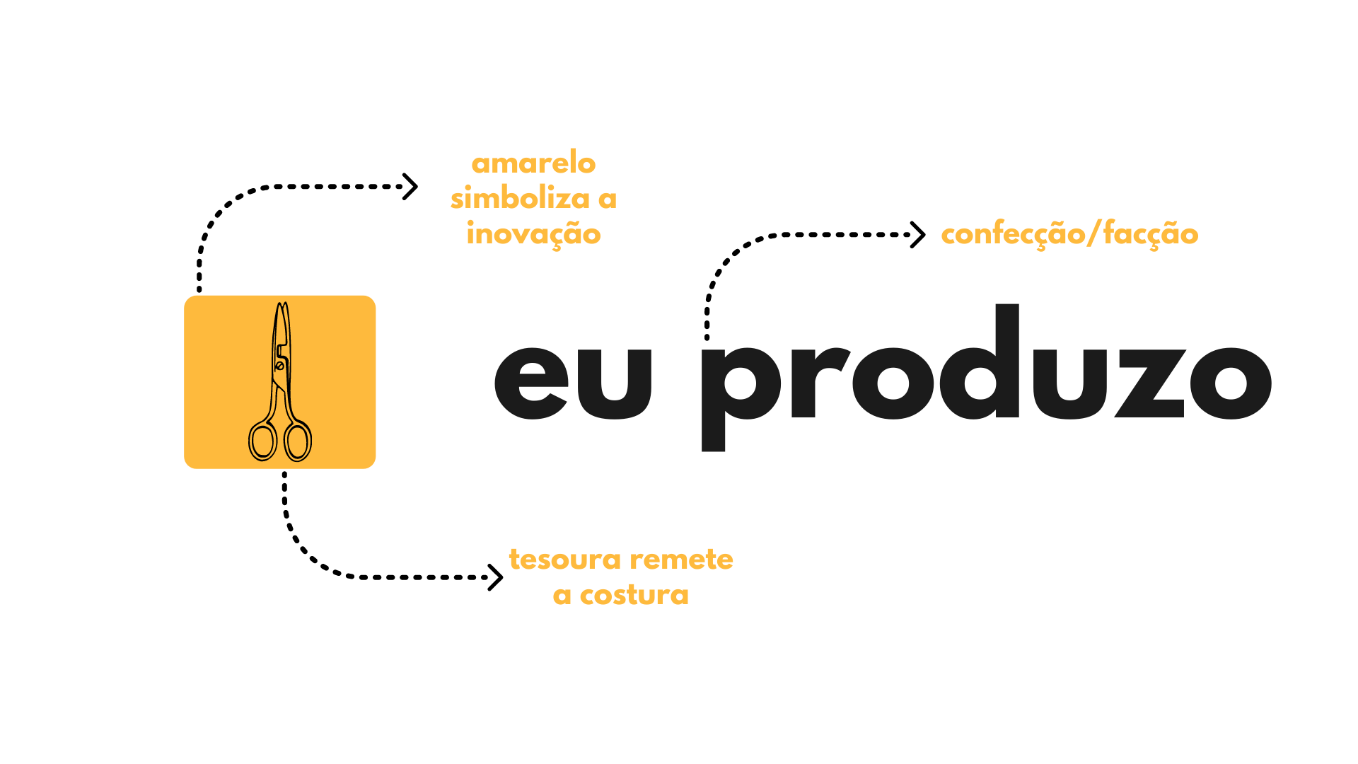 amarelo
simboliza a
inovação
confecção/facção
eu produzo
tesoura remete
a costura